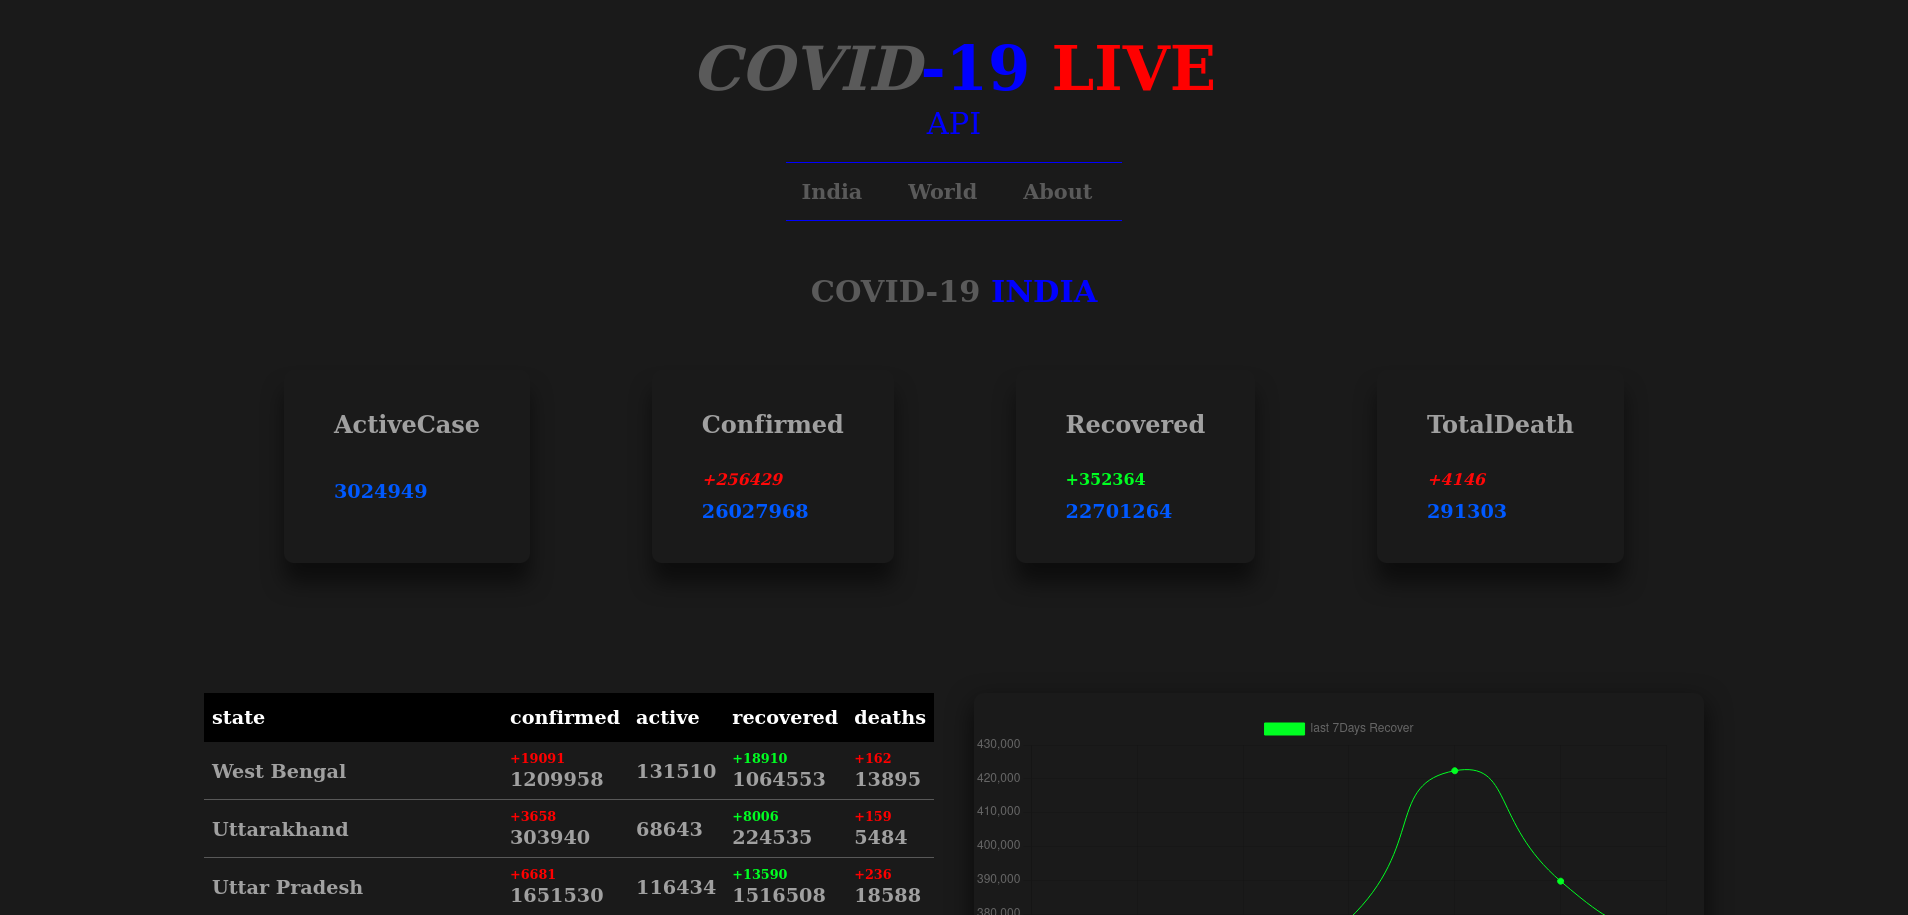 COVID-19 LIVE
API
India World About
COVID-19 INDIA
ActiveCase
3024949
Confirmed
+256429
26027968
Recovered
+352364
22701264
TotalDeath
+4146
291303
state confirmed active recovered deaths
West Bengal +19091 1209958 131510 +18910 1064553 +162 13895
Uttarakhand +3658 303940 68643 +8006 224535 +159 5484
Uttar Pradesh +6681 1651530 116434 +13590 1516508 +236 18588
last 7Days Recover
430,000
420,000
410,000
400,000
390,000
380,000